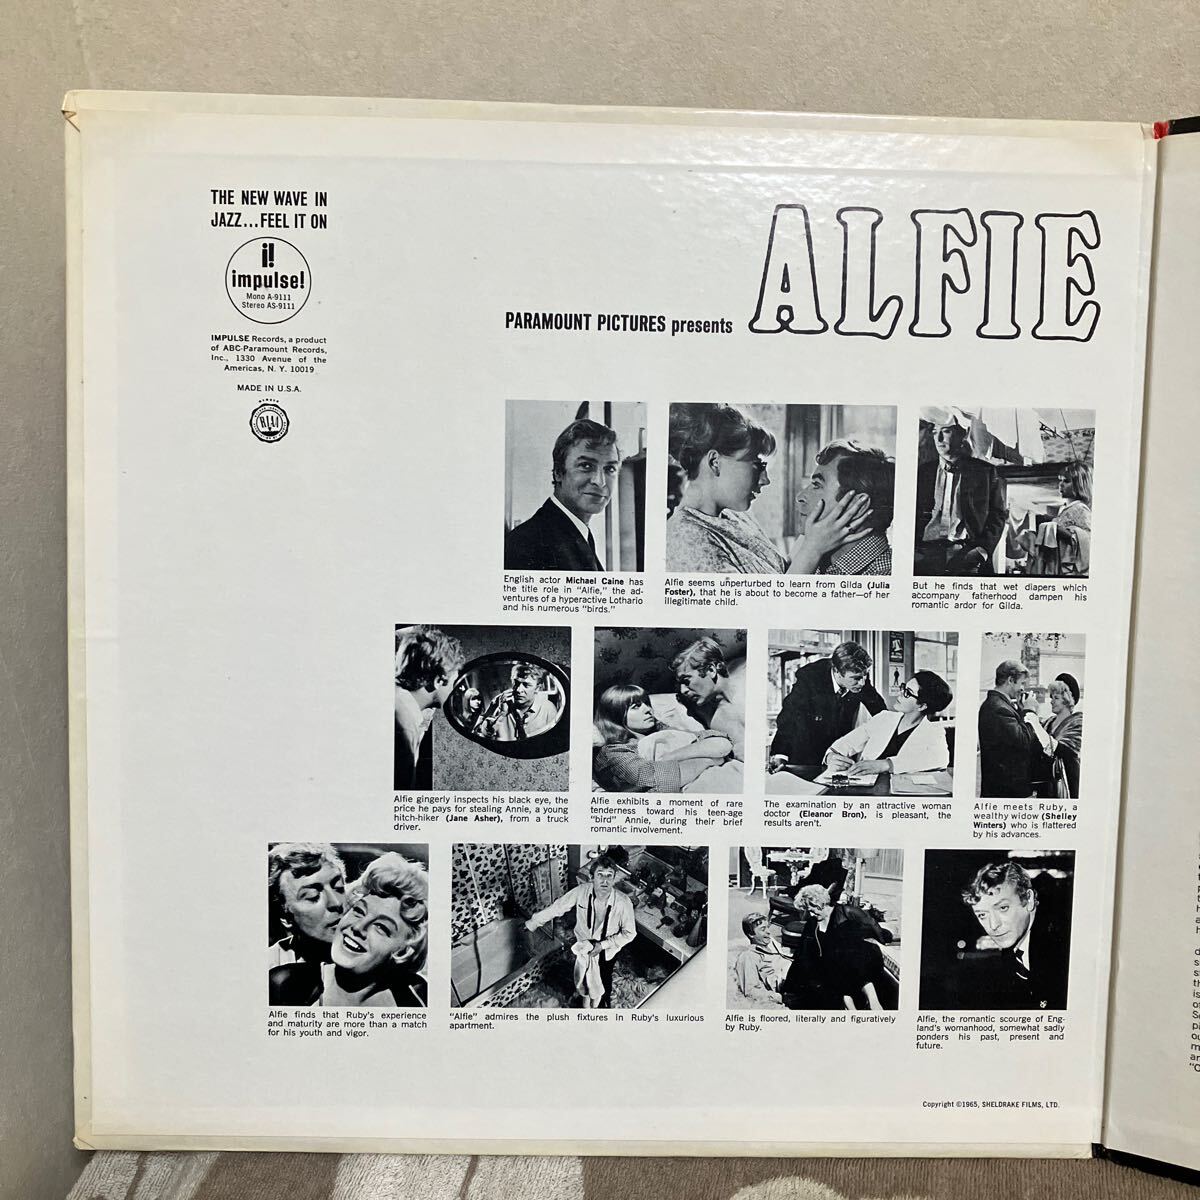 THE NEW WAVE IN
JAZZ...FEEL IT ON
i!
impulse!
Mono A-9111
Stereo AS-9111
IMPULSE Records, a product
of ABC-Paramount Records,
Inc., 1330 Avenue of the
Americas, N. Y. 10019
MADE IN U.S.A.
RIAA
PARAMOUNT PICTURES presents
ALFIE
English actor Michael Caine has
the title role in "Alfie," the ad-
ventures of a hyperactive Lothario
and his numerous "birds."
Alfie seems unperturbed to learn from Gilda (Julia
Foster), that he is about to become a father—of her
illegitimate child.
But he finds that wet diapers which
accompany fatherhood dampen his
romantic ardor for Gilda.
Alfie gingerly inspects his black eye, the
price he pays for stealing Annie, a young
hitch-hiker (Jane Asher), from a truck
driver.
Alfie exhibits a moment of rare
tenderness toward his teen-age
"bird" Annie, during their brief
romantic involvement.
The examination by an attractive woman
doctor (Eleanor Bron), is pleasant, the
results aren't.
Alfie meets Ruby, a
wealthy widow (Shelley
Winters) who is flattered
by his advances.
Alfie finds that Ruby's experience
and maturity are more than a match
for his youth and vigor.
"Alfie" admires the plush fixtures in Ruby's luxurious
apartment.
Alfie is floored, literally and figuratively
by Ruby.
Alfie, the romantic scourge of Eng-
land's womanhood, somewhat sadly
ponders his past, present and
future.
Copyright ©1965, SHELDRAKE FILMS, LTD.